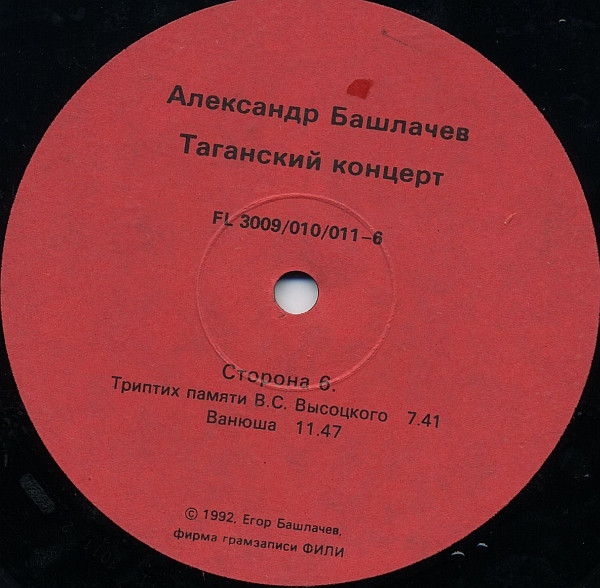 Александр Башлачев
Таганский концерт
FL 3009/010/011-6
Сторона 6.
Триптих памяти В.С. Высоцкого 7.41
Ванюша 11.47
© 1992, Егор Башлачев,
фирма грамзаписи ФИЛИ